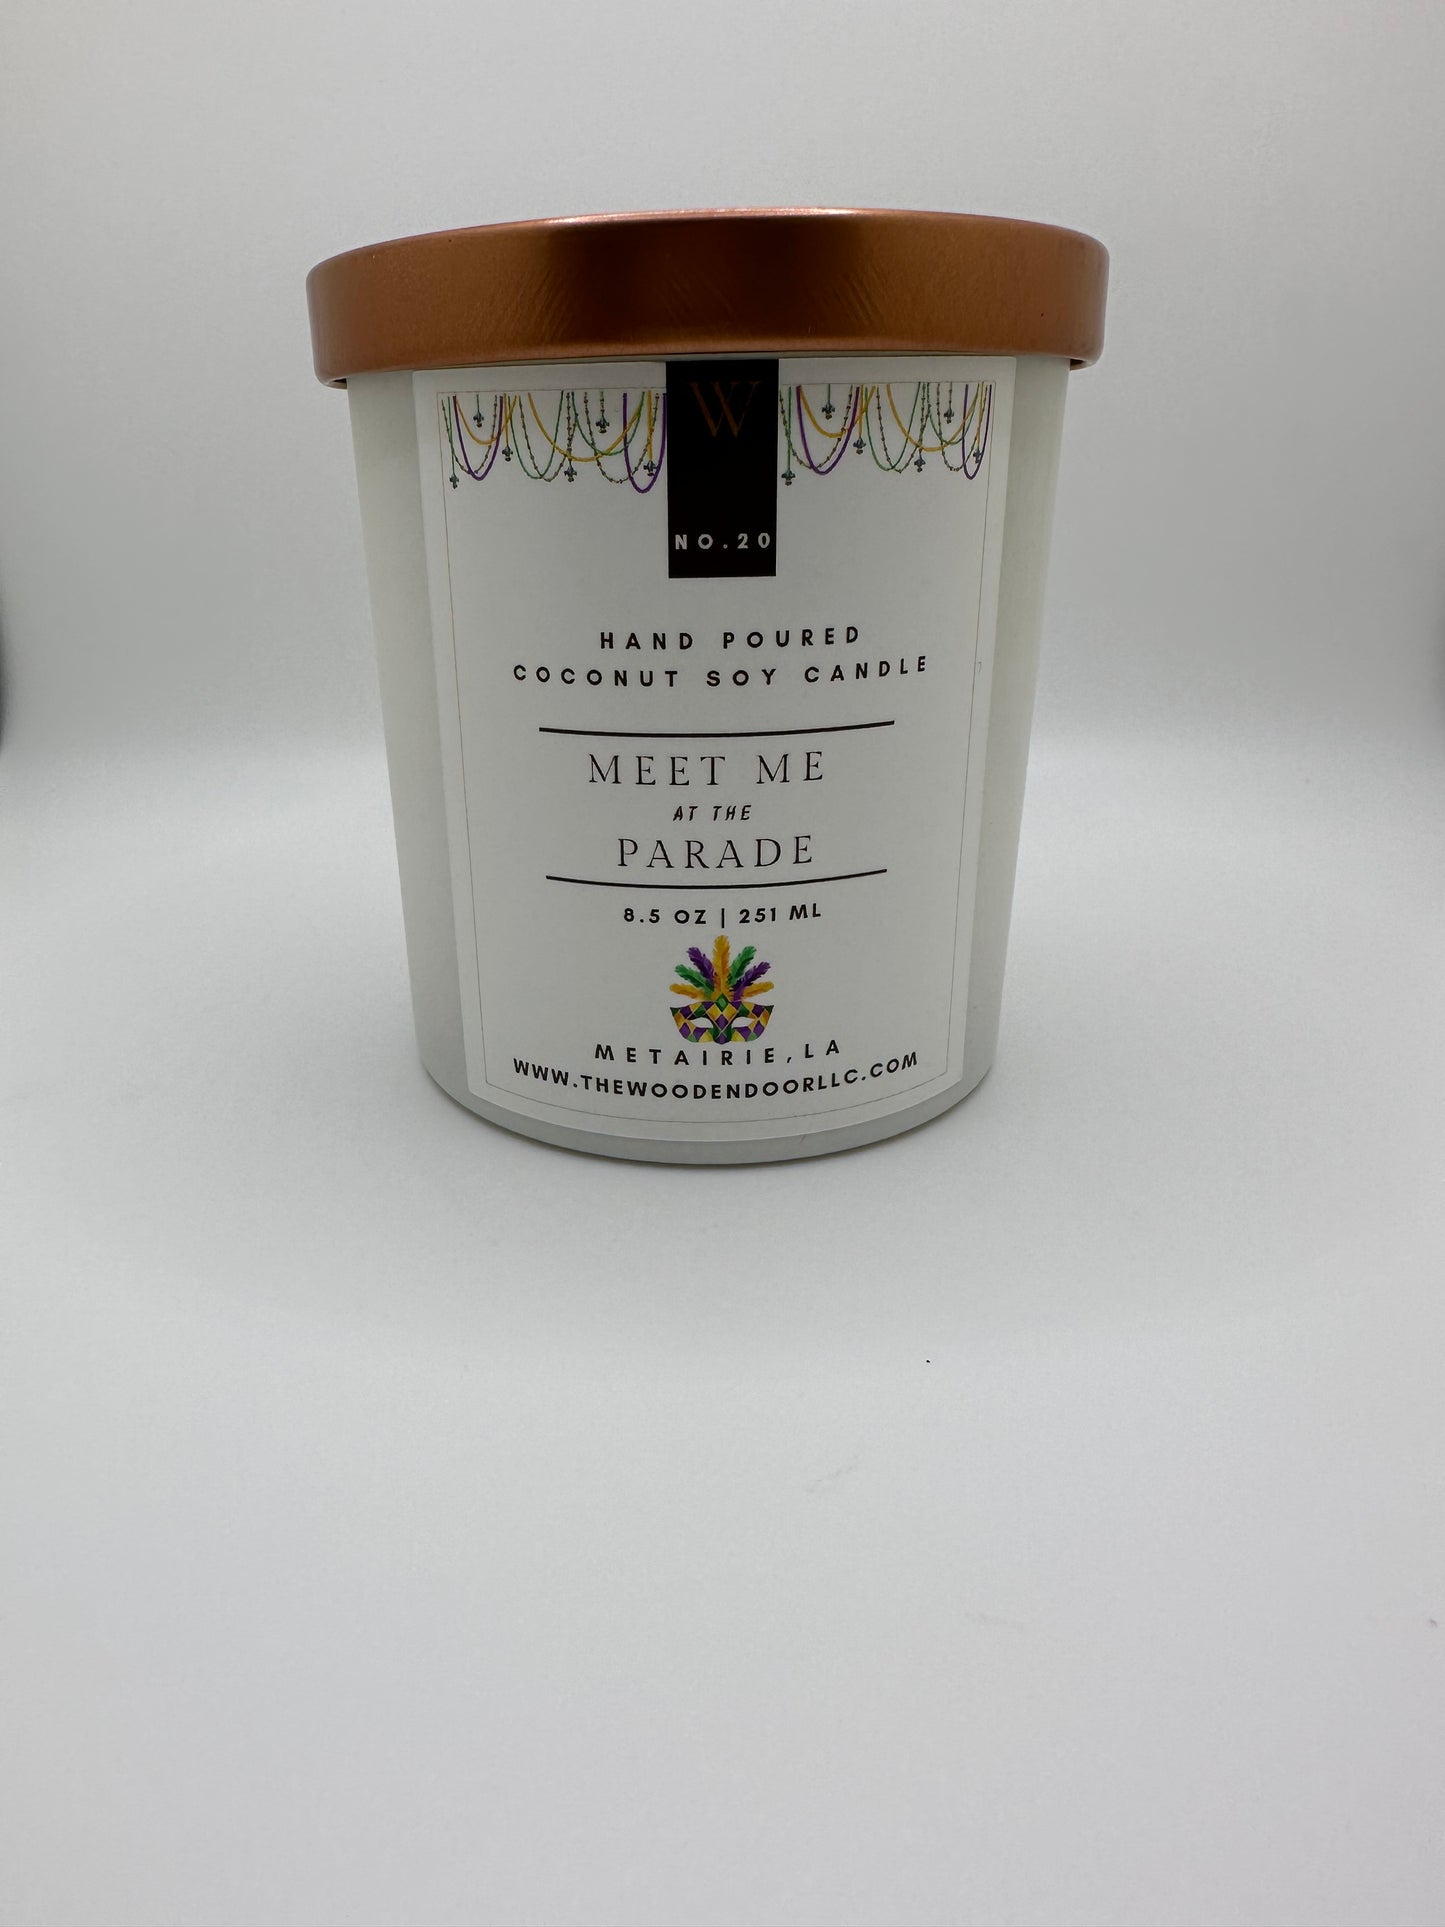 W
NO.20
HAND POURED
COCONUT SOY CANDLE
MEET ME
AT THE
PARADE
8.5 OZ | 251 ML
METAIRIE, LA
WWW.THEWOODENDOORLLC.COM